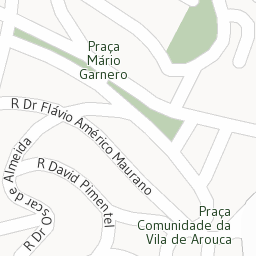 Praça
Mário
Garnero
R Dr Flávio Américo Maurano
R David Pimentel
R Dr Oscar de Almeida
Praça
Comunidade da
Vila de Arouca